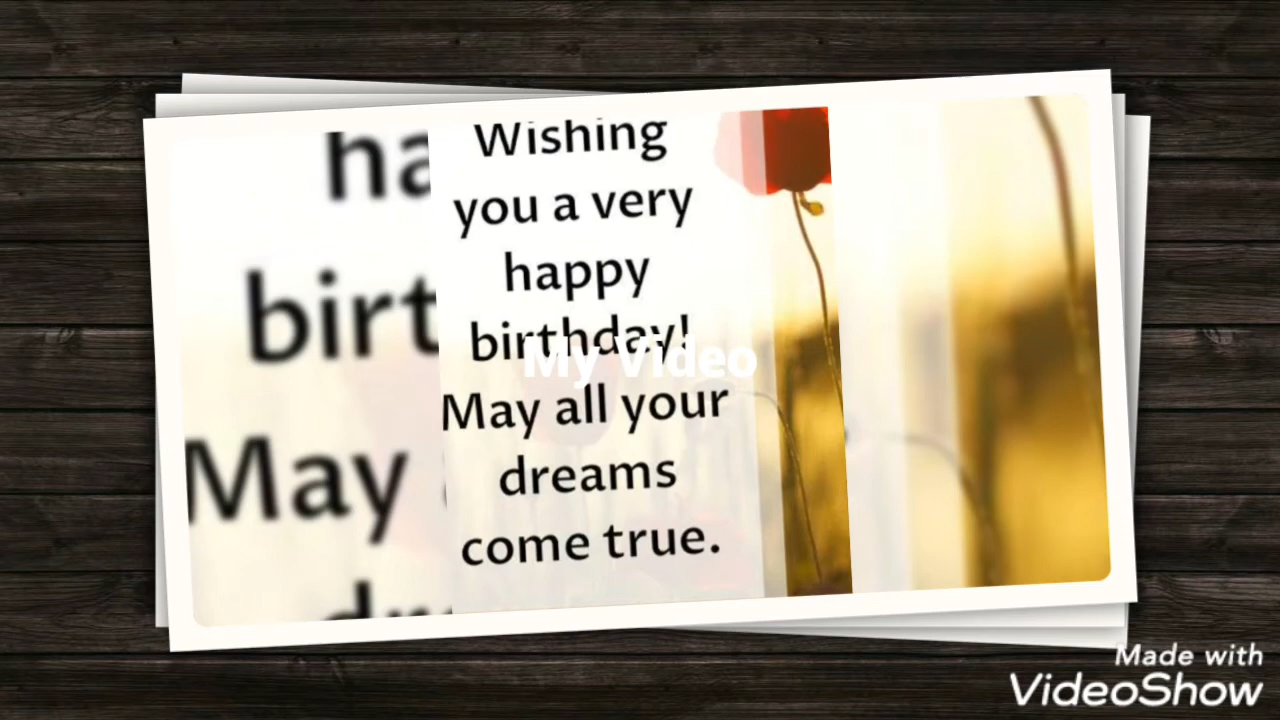 Wishing
you a very
happy
birthday!
May all your
dreams
come true.
My Video
ha
birt
May
dr
Made with
VideoShow